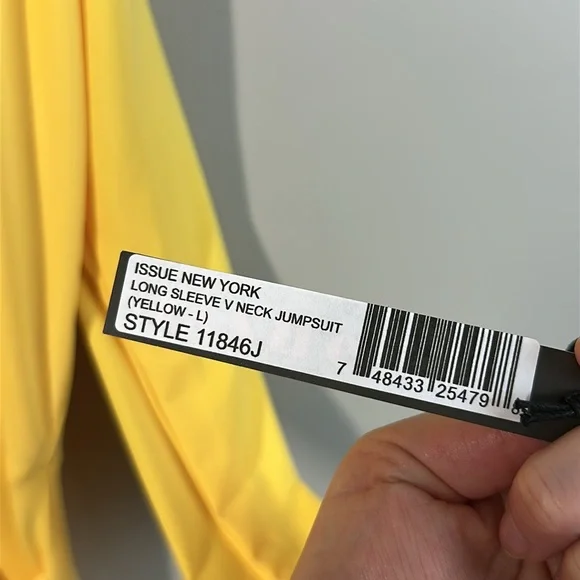 ISSUE NEW YORK
LONG SLEEVE V NECK JUMPSUIT
(YELLOW - L)
STYLE 11846J
7 48433 25479